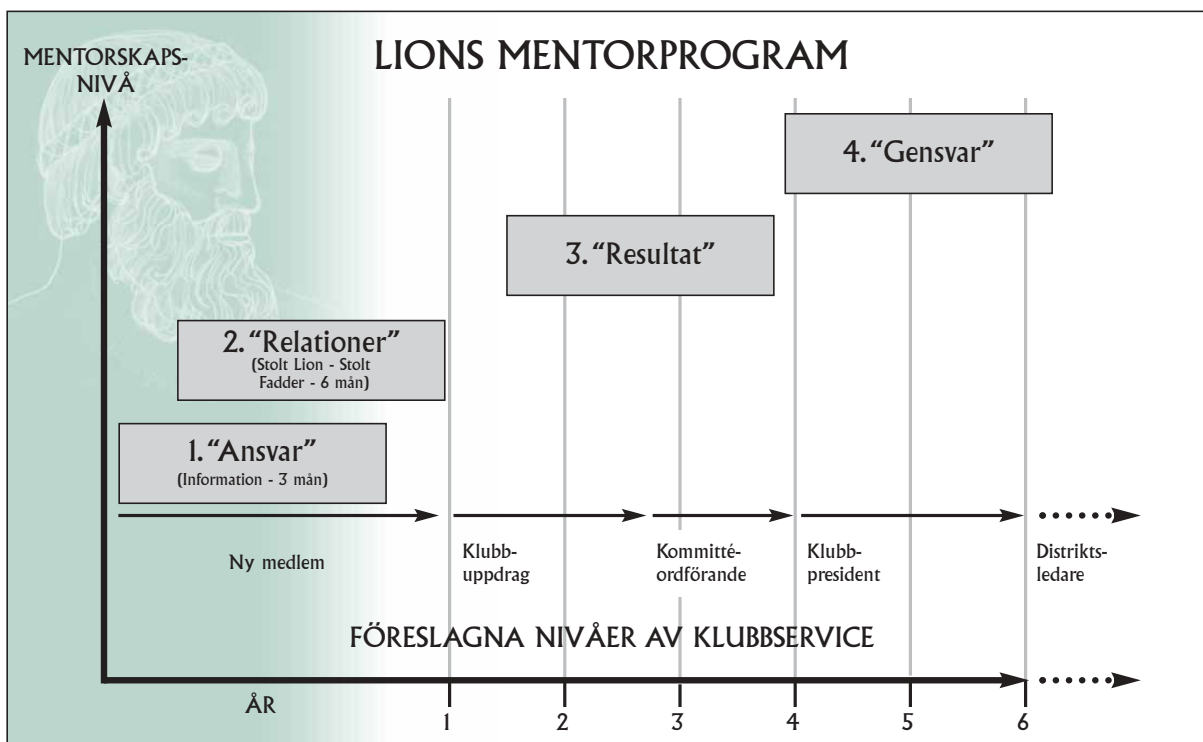 MENTORSKAPS-
NIVÅ
LIONS MENTORPROGRAM
4. “Gensvar”
3. “Resultat”
2. “Relationer”
(Stolt Lion - Stolt
Fadder - 6 mån)
1. “Ansvar”
(Information - 3 mån)
Ny medlem
Klubb-
uppdrag
Kommitté-
ordförande
Klubb-
president
Distrikts-
ledare
FÖRESLAGNA NIVÅER AV KLUBBSERVICE
ÅR
1 2 3 4 5 6